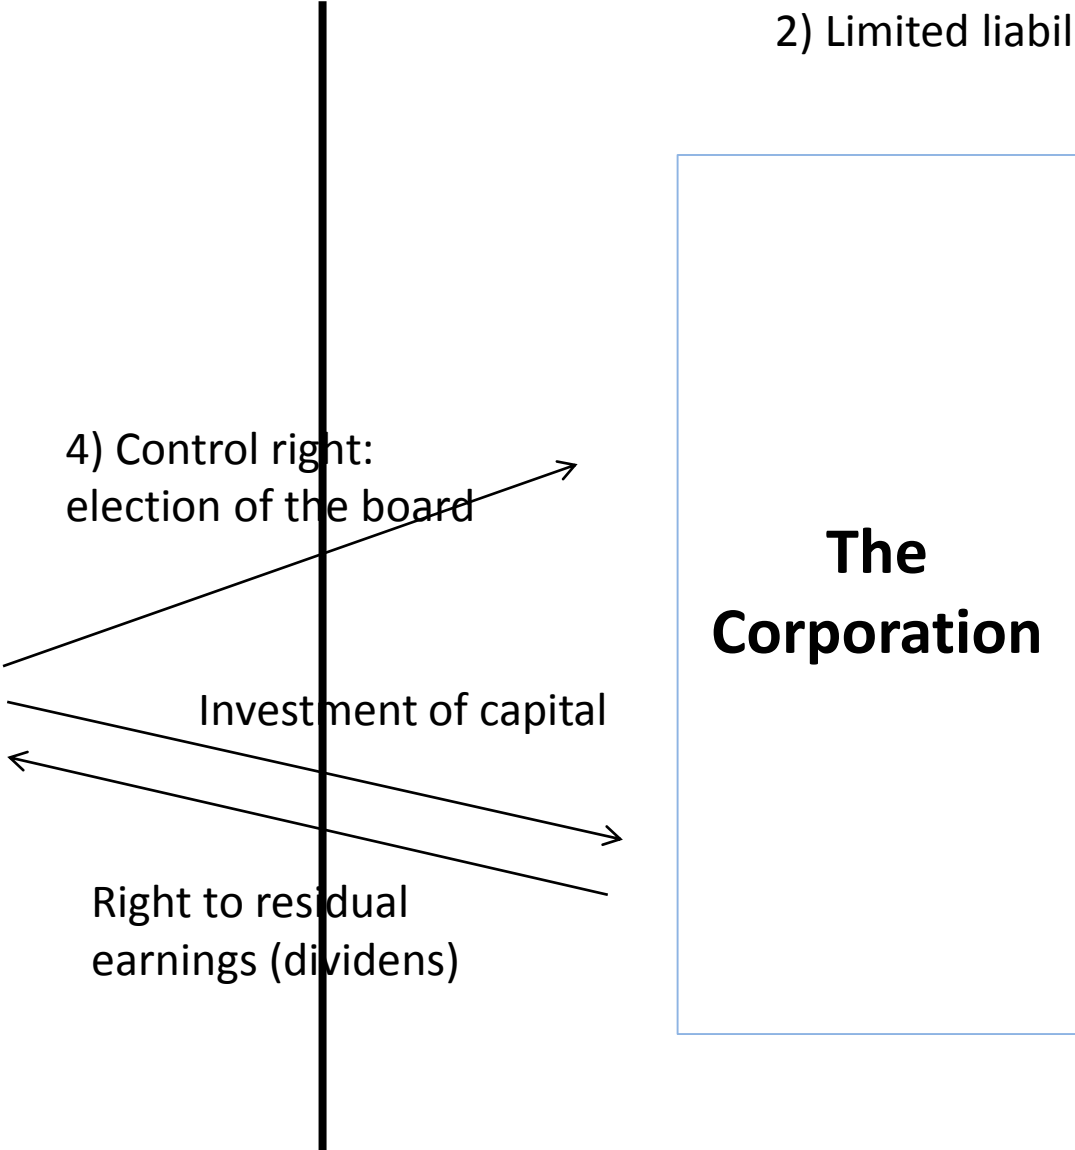 2) Limited liabil
4) Control right:
election of the board
The
Corporation
Investment of capital
Right to residual
earnings (dividens)